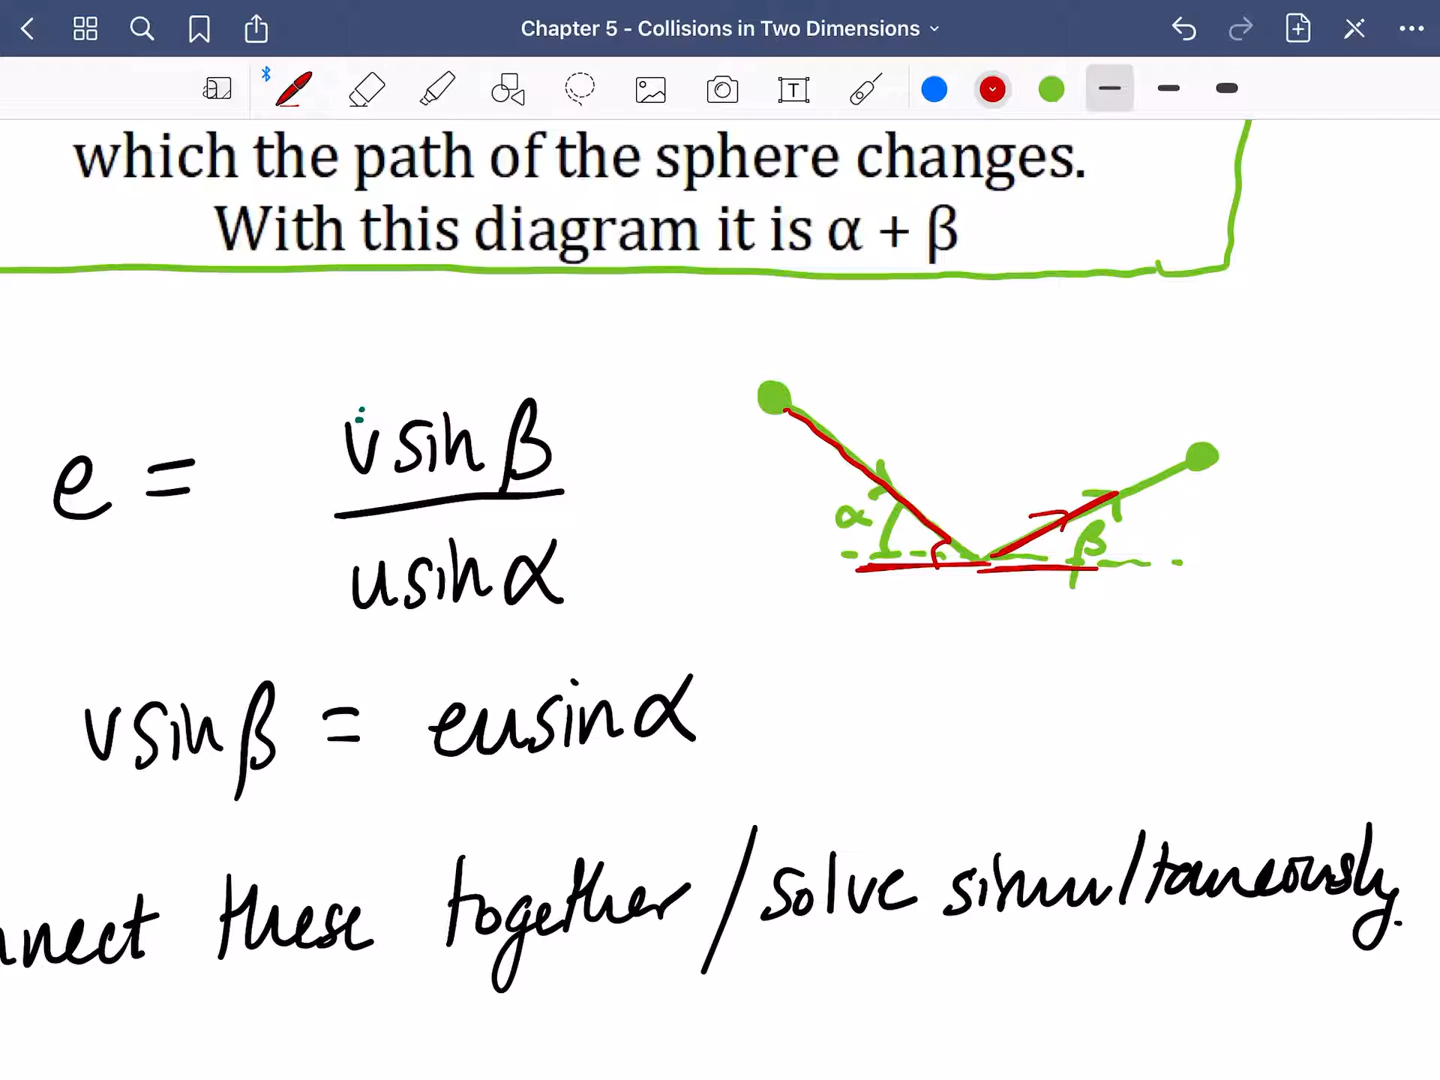 Chapter 5 - Collisions in Two Dimensions
which the path of the sphere changes.
With this diagram it is α + β
e = v sin β / u sin α
α
β
v sin β = e u sin α
nnect these together / solve simultaneously.